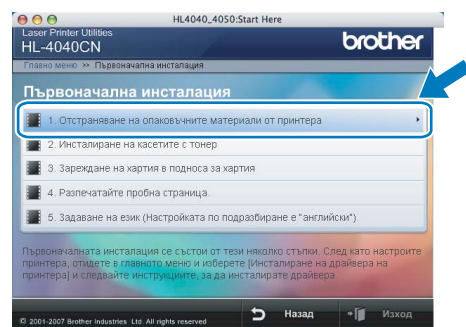 HL4040_4050:Start Here
Laser Printer Utilities
HL-4040CN
brother
Главно меню >> Първоначална инсталация
Първоначална инсталация
1. Отстраняване на опаковъчните материали от принтера
2. Инсталиране на касетите с тонер
3. Зареждане на хартия в подноса за хартия
4. Разпечатайте пробна страница.
5. Задаване на език (Настройката по подразбиране е "английски")
Първоначалната инсталация се състои от тези няколко стъпки. След като настроите
принтера, отидете в главното меню и изберете [Инсталиране на драйвера на
принтера] и следвайте инструкциите, за да инсталирате драйвера.
© 2001-2007 Brother Industries Ltd. All rights reserved
Назад
Изход